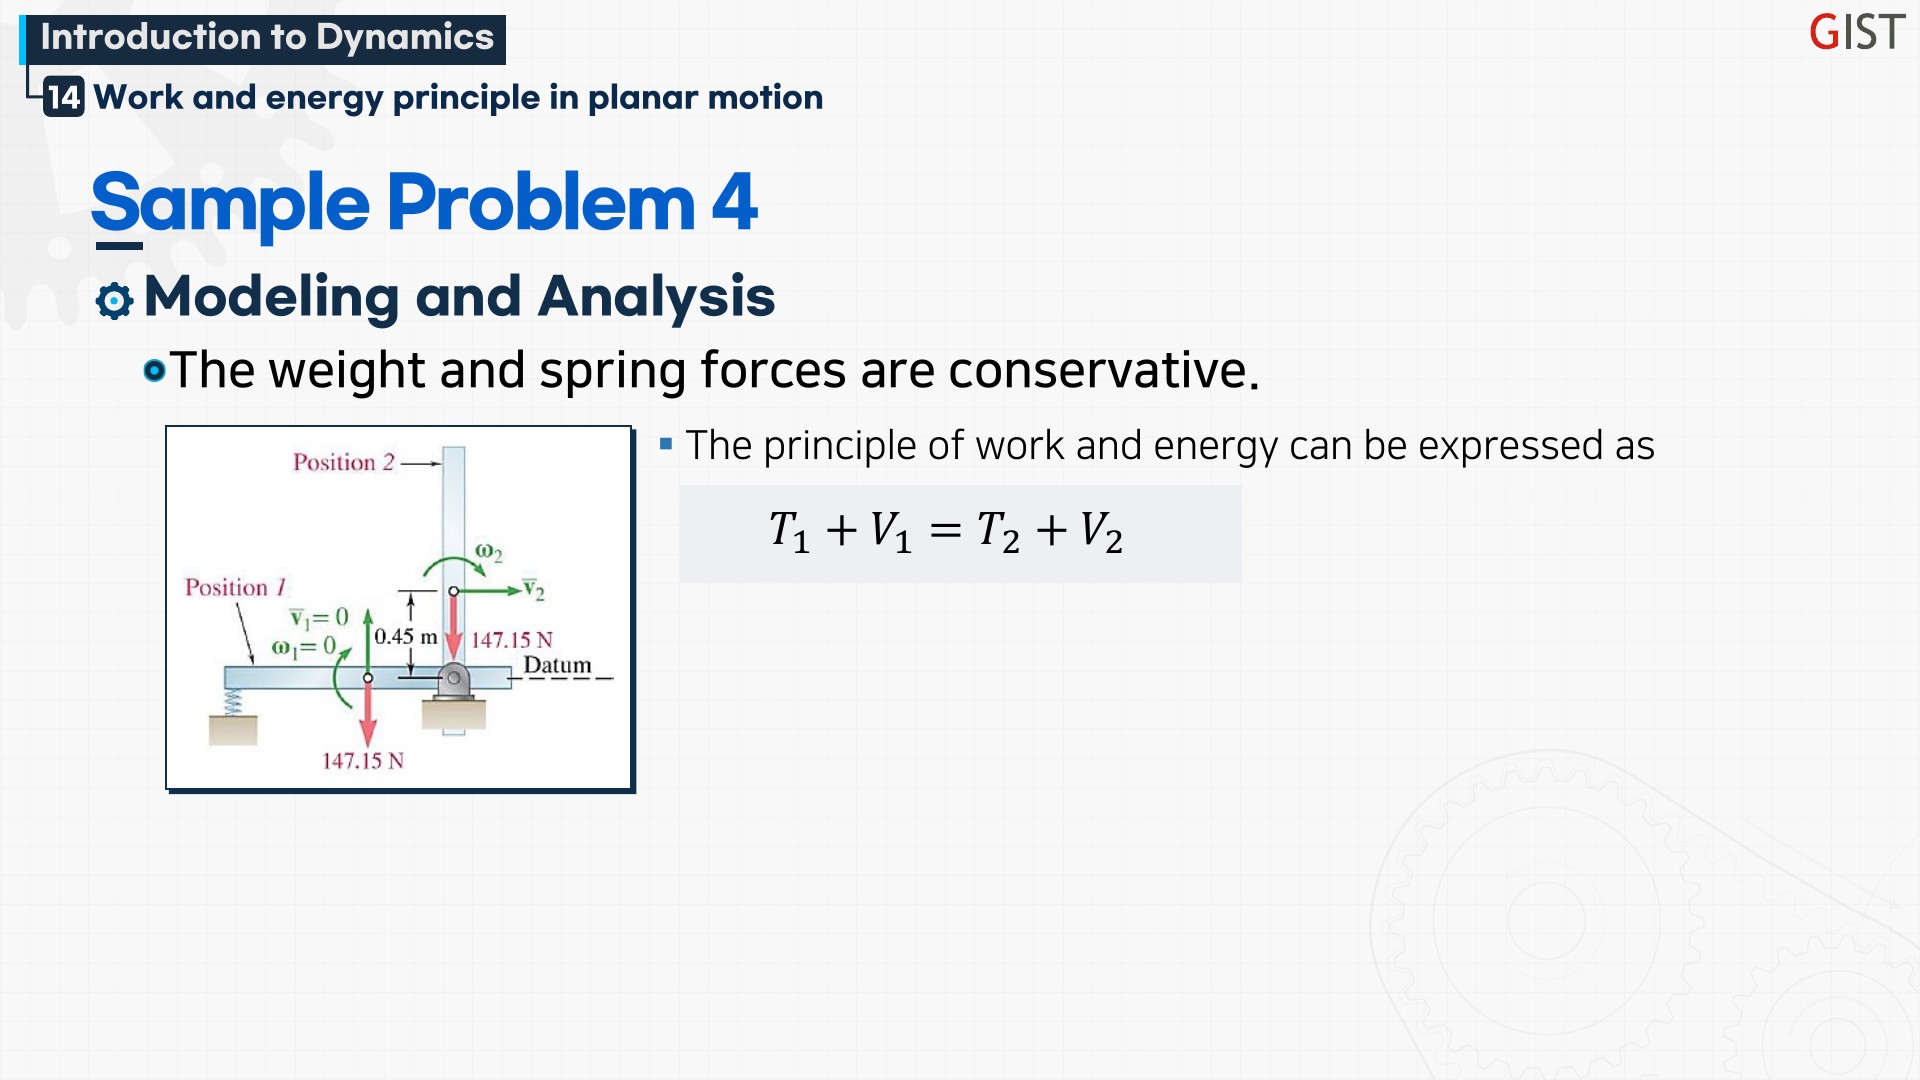 Introduction to Dynamics
GIST
14 Work and energy principle in planar motion
Sample Problem 4
Modeling and Analysis
The weight and spring forces are conservative.
The principle of work and energy can be expressed as
T₁ + V₁ = T₂ + V₂
Position 2
ω₂
Position 1
v̅₂
v̅₁ = 0
0.45 m
147.15 N
ω₁ = 0
Datum
147.15 N